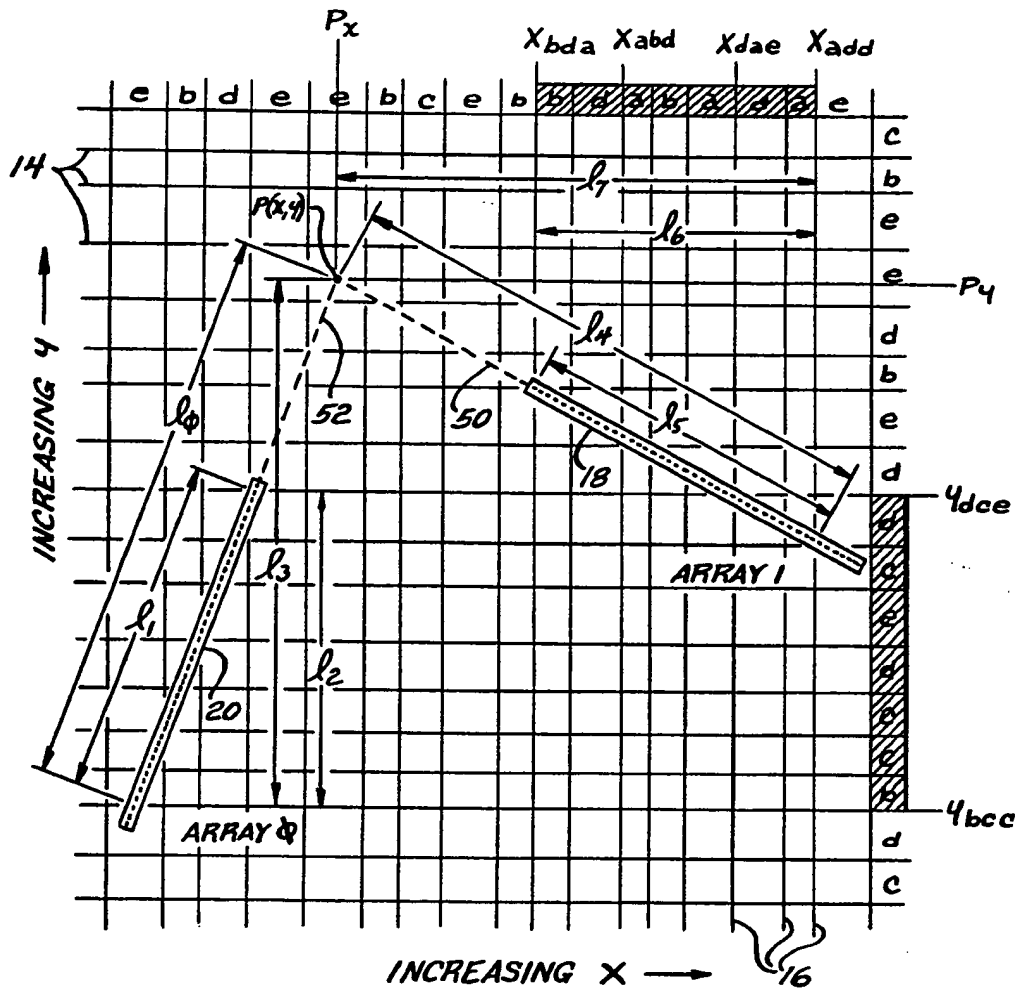 Px
Xbda Xabd Xdae Xadd
e b d e e b c e b b d a b a d a e
c
b
e
e
d
b
e
d
d
c
e
d
c
c
b
d
c
14
l7
P(x,y)
l6
Py
l4
INCREASING y
lφ
52
50
l5
18
ydce
l3
ARRAY 1
l1
l2
20
ybcc
ARRAY φ
INCREASING X
16